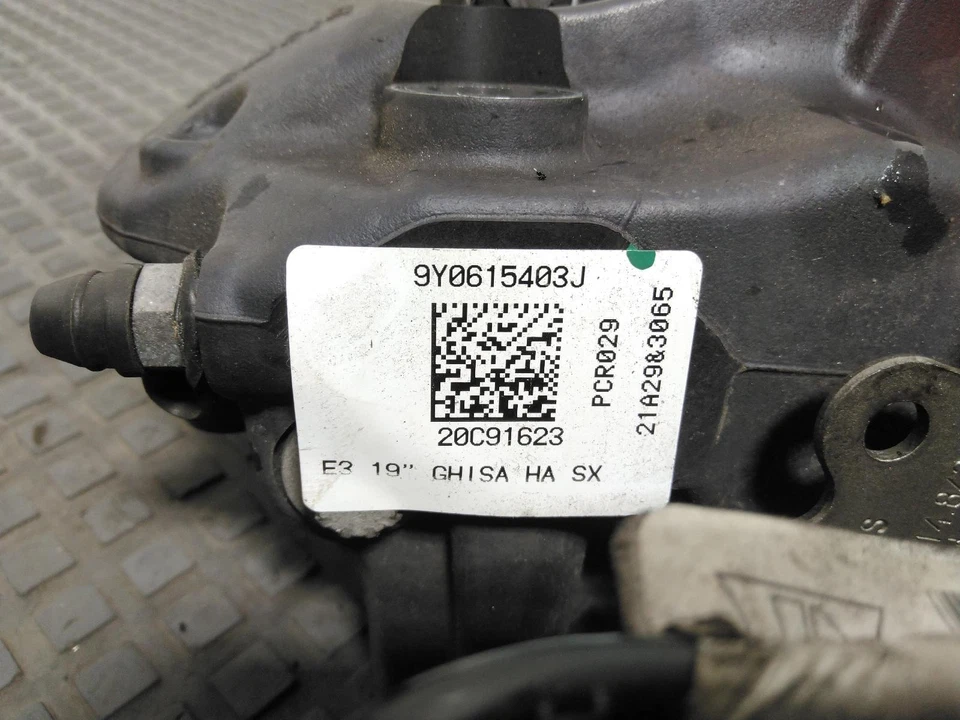 9Y0615403J
PCR029
21A29&3065
20C91623
E3 19" GHISA HA SX
S